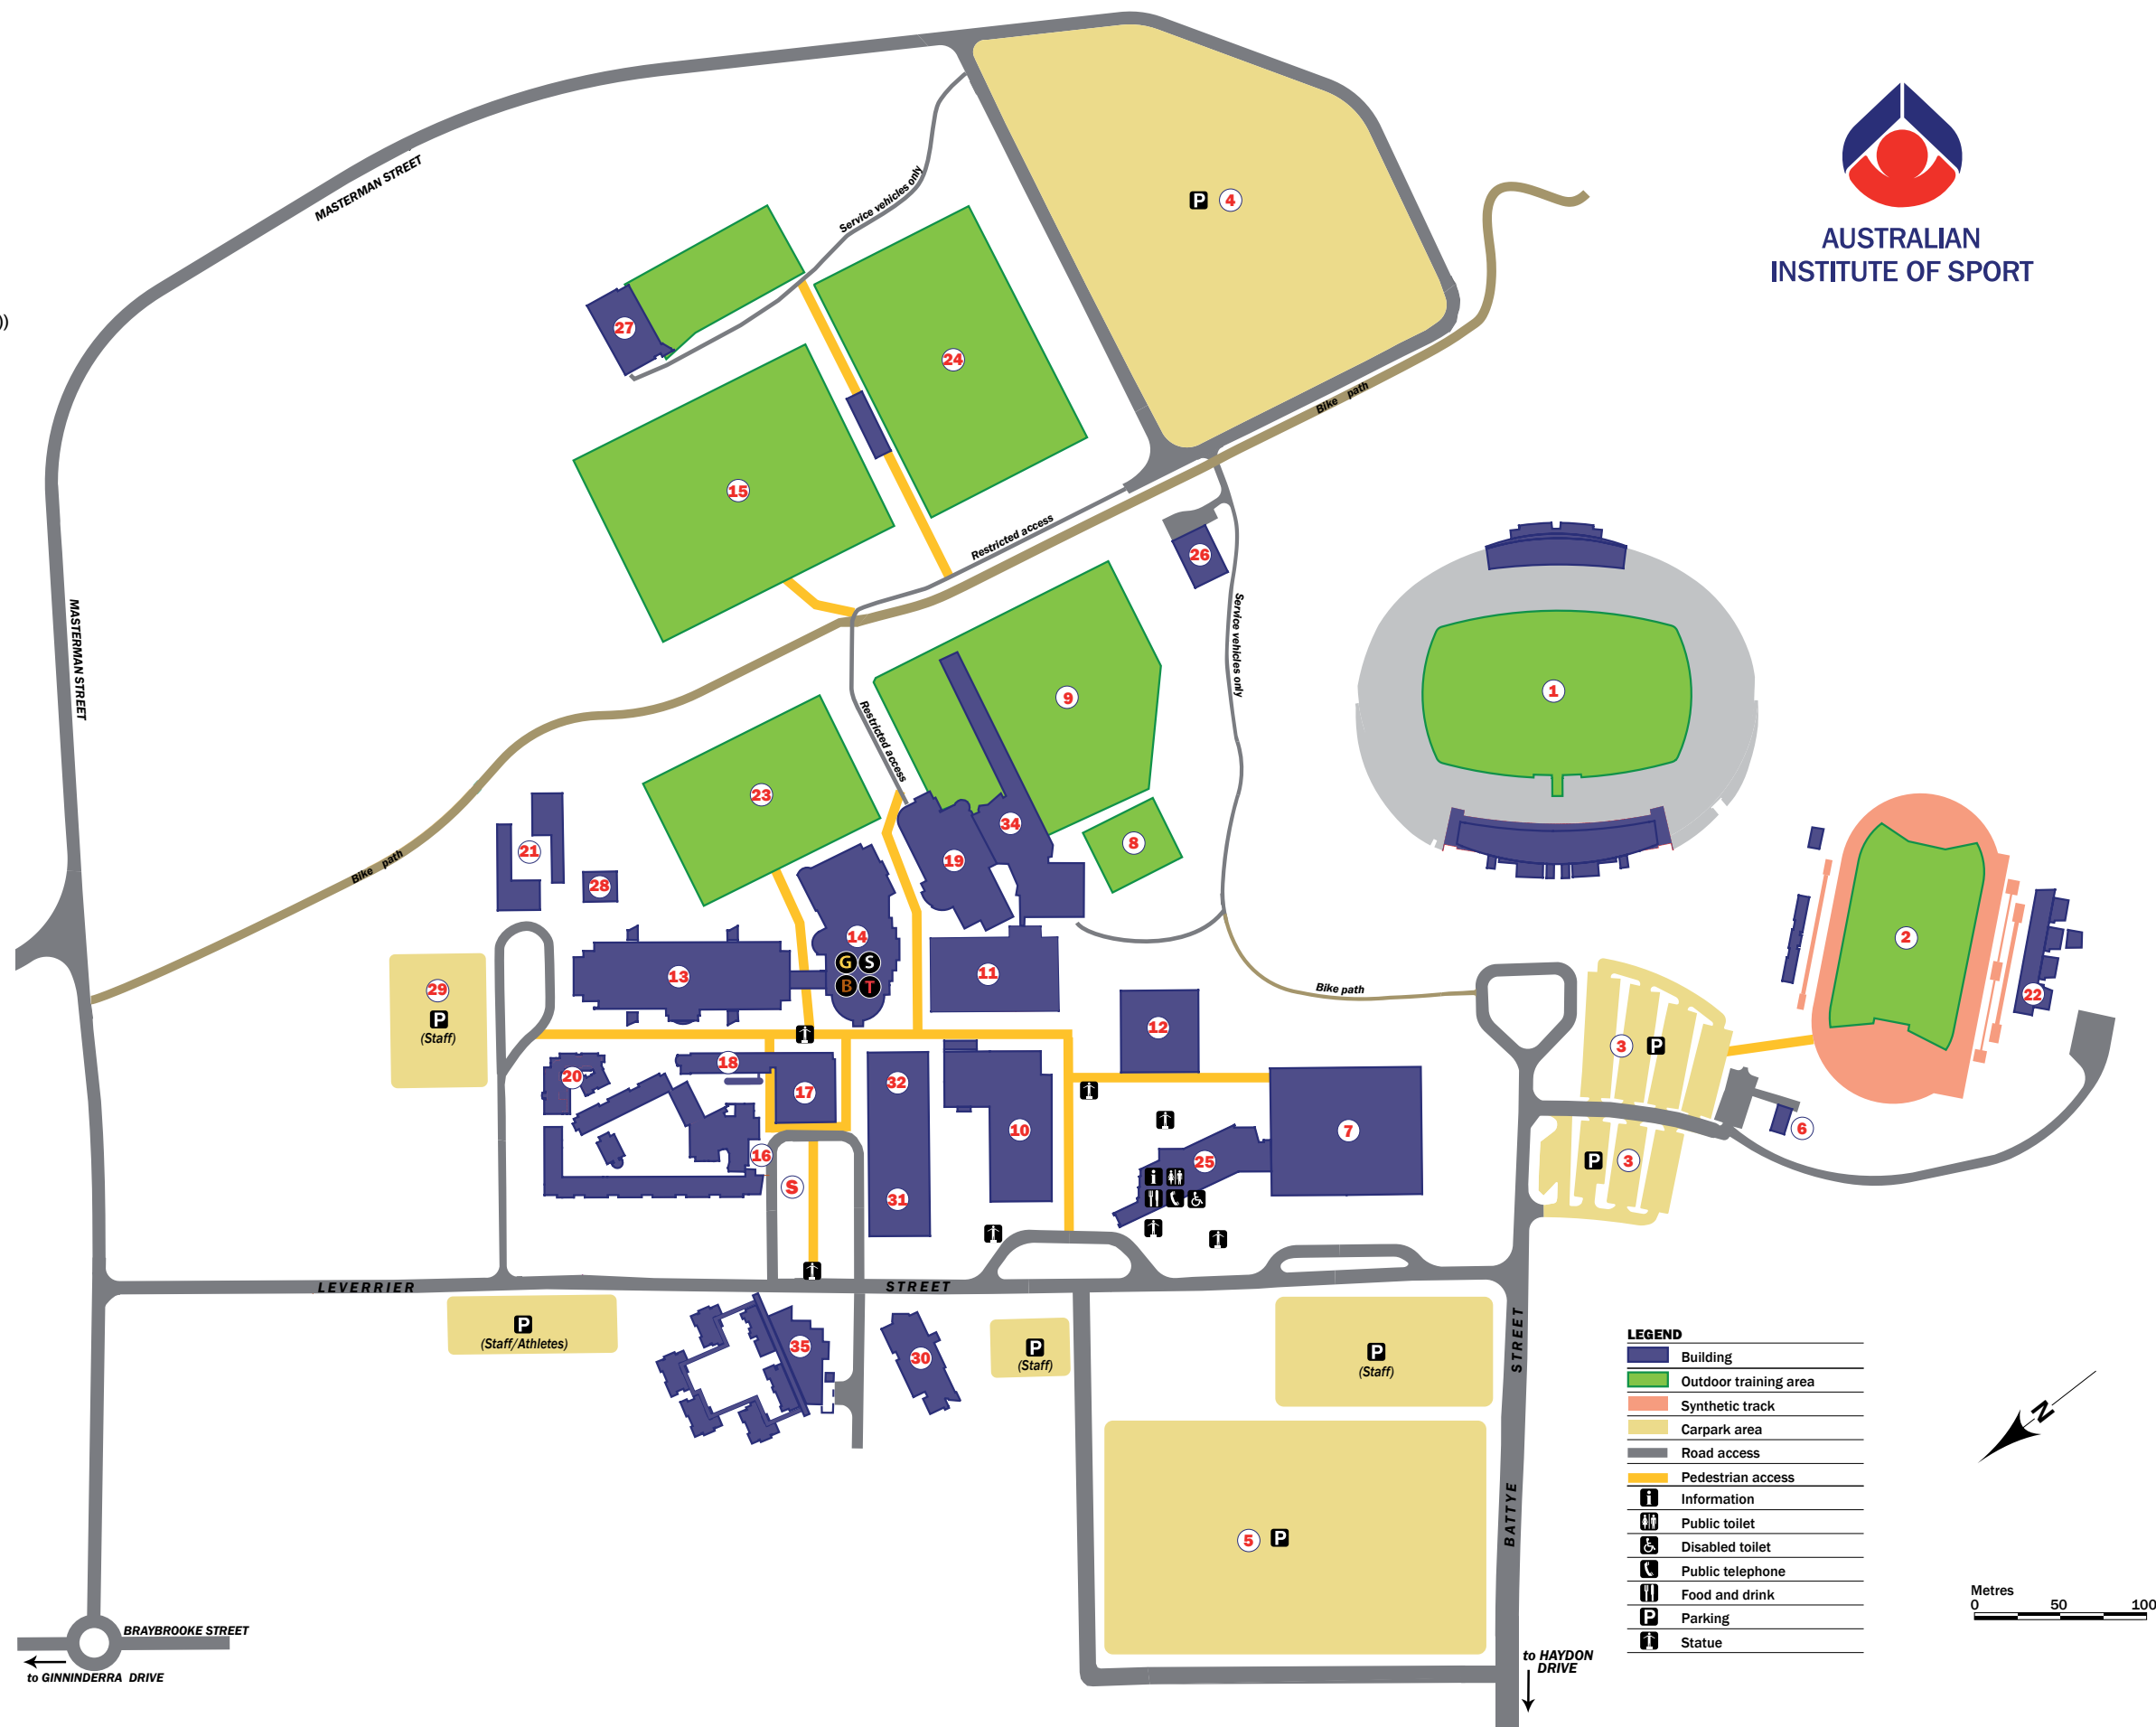 AUSTRALIAN
INSTITUTE OF SPORT
))
MASTERMAN STREET
Service vehicles only
P 4
27
24
15
Bike path
Restricted access
26
Service vehicles only
MASTERMAN STREET
1
9
Restricted access
23
34
8
19
21
28
Bike path
14
G S
B T
13
11
2
22
29
P
(Staff)
Bike path
12
3 P
18
20
17
32
10
7
6
16
25
P 3
S
i
31
LEVERRIER STREET
P
(Staff/Athletes)
35
30
P
(Staff)
P
(Staff)
BATTYE STREET
5 P
BRAYBROOKE STREET
to GINNINDERRA DRIVE
to HAYDON
DRIVE
LEGEND
Building
Outdoor training area
Synthetic track
Carpark area
Road access
Pedestrian access
i Information
Public toilet
Disabled toilet
Public telephone
Food and drink
P Parking
Statue
N
Metres
0 50 100